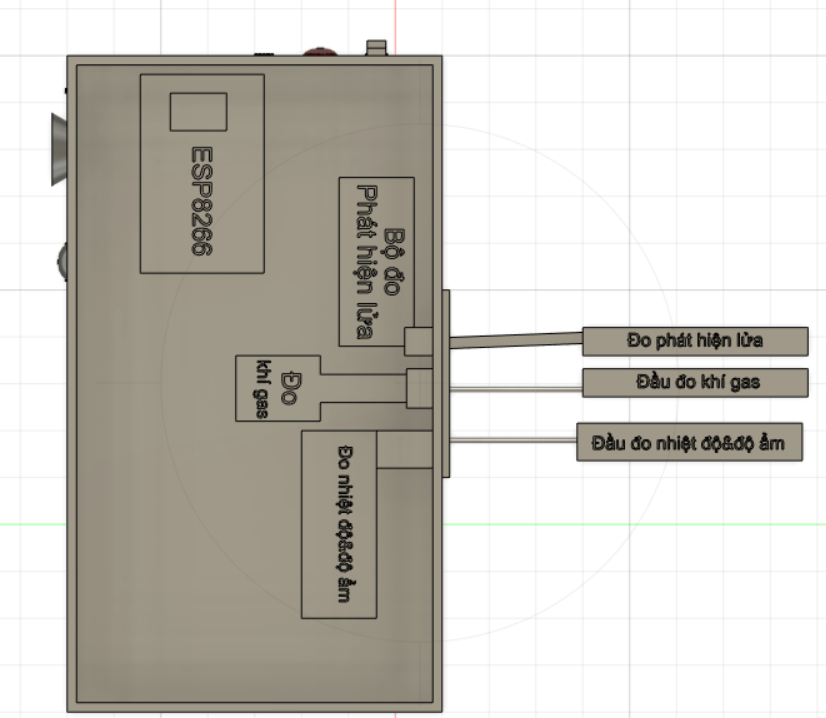 ESP8266
Bộ đo
Phát hiện lửa
Đo
khí gas
Đo nhiệt độ&độ ẩm
Đo phát hiện lửa
Đầu đo khí gas
Đầu đo nhiệt độ&độ ẩm